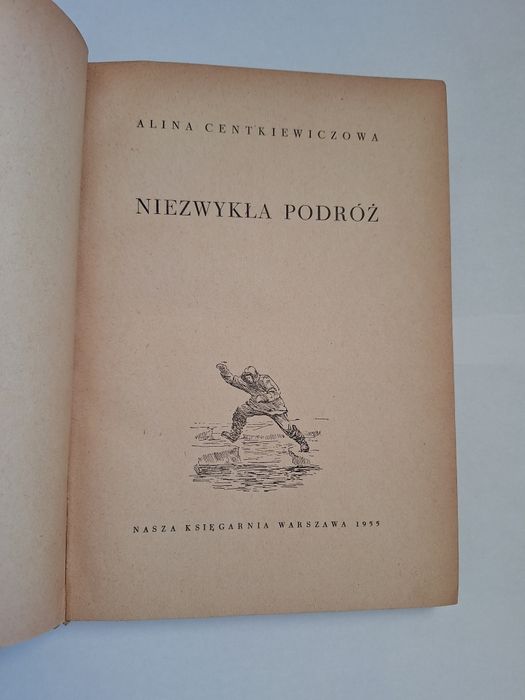 ALINA CENTKIEWICZOWA
NIEZWYKŁA PODRÓŻ
NASZA KSIĘGARNIA WARSZAWA 1955